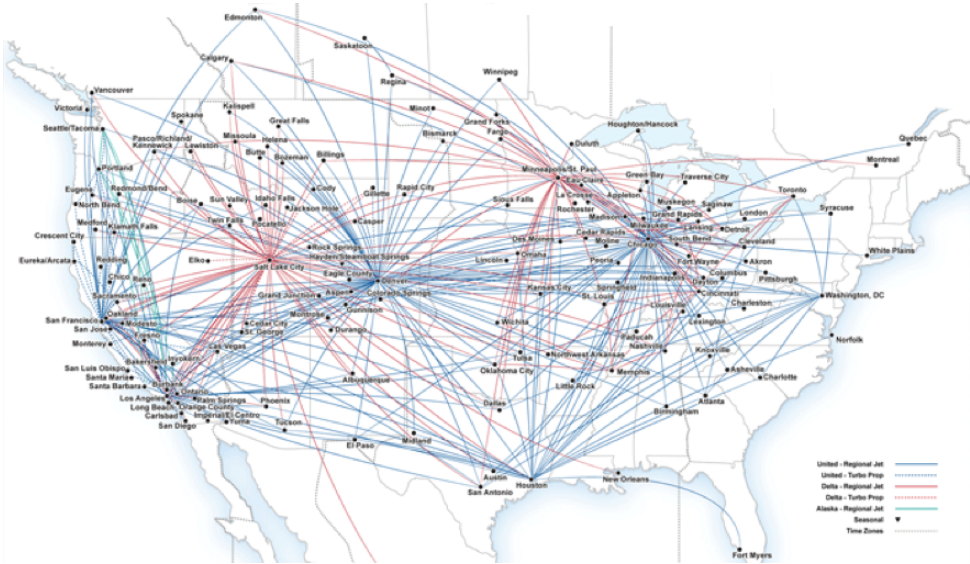 Edmonton
Saskatoon
Calgary
Regina
Winnipeg
Vancouver
Victoria
Kalispell
Minot
Spokane
Great Falls
Grand Forks
Houghton/Hancock
Seattle/Tacoma
Missoula
Helena
Bismarck
Fargo
Quebec
Pasco/Richland/
Kennewick
Lewiston
Butte
Bozeman
Billings
Duluth
Montreal
Portland
Minneapolis/St. Paul
Eau Claire
Green Bay
Traverse City
Toronto
Eugene
Redmond/Bend
Boise
Sun Valley
Idaho Falls
Cody
Gillette
Rapid City
La Crosse
Appleton
Muskegon
Saginaw
North Bend
Jackson Hole
Sioux Falls
Rochester
Madison
Milwaukee
Grand Rapids
London
Syracuse
Medford
Klamath Falls
Twin Falls
Pocatello
Casper
Cedar Rapids
Lansing
Detroit
Crescent City
Rock Springs
Des Moines
Moline
Chicago
South Bend
Cleveland
White Plains
Eureka/Arcata
Redding
Elko
Hayden/Steamboat Springs
Omaha
Lincoln
Peoria
Fort Wayne
Akron
Salt Lake City
Eagle County
Denver
Chico
Reno
Indianapolis
Columbus
Dayton
Pittsburgh
Sacramento
Grand Junction
Aspen
Colorado Springs
Kansas City
Springfield
St. Louis
Cincinnati
Washington, DC
Oakland
San Francisco
Modesto
Montrose
Gunnison
Louisville
Charleston
San Jose
Fresno
Cedar City
St. George
Durango
Wichita
Paducah
Lexington
Norfolk
Monterey
Inyokern
Las Vegas
Nashville
Knoxville
Bakersfield
San Luis Obispo
Tulsa
Northwest Arkansas
Santa Maria
Albuquerque
Oklahoma City
Memphis
Asheville
Charlotte
Santa Barbara
Burbank
Ontario
Little Rock
Los Angeles
Palm Springs
Phoenix
Dallas
Atlanta
Long Beach
Orange County
Birmingham
Carlsbad
Imperial/El Centro
San Diego
Yuma
Tucson
El Paso
Midland
Austin
San Antonio
Houston
New Orleans
Fort Myers
United - Regional Jet
United - Turbo Prop
Delta - Regional Jet
Delta - Turbo Prop
Alaska - Regional Jet
Seasonal
Time Zones